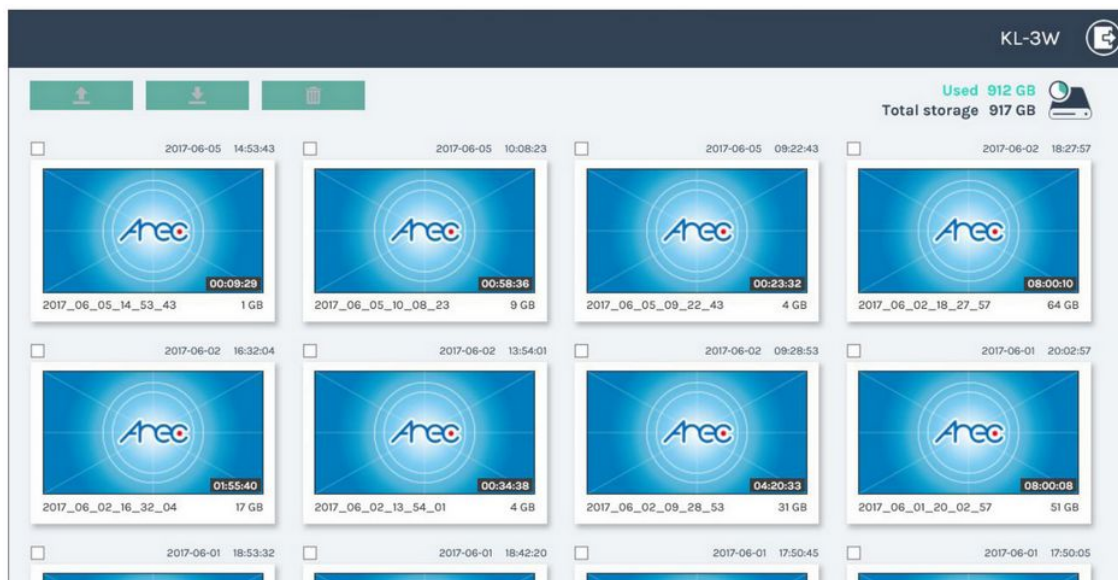 KL-3W
Used 912 GB
Total storage 917 GB
2017-06-05 14:53:43
2017-06-05 10:08:23
2017-06-05 09:22:43
2017-06-02 18:27:57
Arec
Arec
Arec
Arec
00:09:29
00:58:36
00:23:32
08:00:10
2017_06_05_14_53_43 1 GB
2017_06_05_10_08_23 9 GB
2017_06_05_09_22_43 4 GB
2017_06_02_18_27_57 64 GB
2017-06-02 16:32:04
2017-06-02 13:54:01
2017-06-02 09:28:53
2017-06-01 20:02:57
Arec
Arec
Arec
Arec
01:55:40
00:34:38
04:20:33
08:00:08
2017_06_02_16_32_04 17 GB
2017_06_02_13_54_01 4 GB
2017_06_02_09_28_53 31 GB
2017_06_01_20_02_57 51 GB
2017-06-01 18:53:32
2017-06-01 18:42:20
2017-06-01 17:50:45
2017-06-01 17:50:05